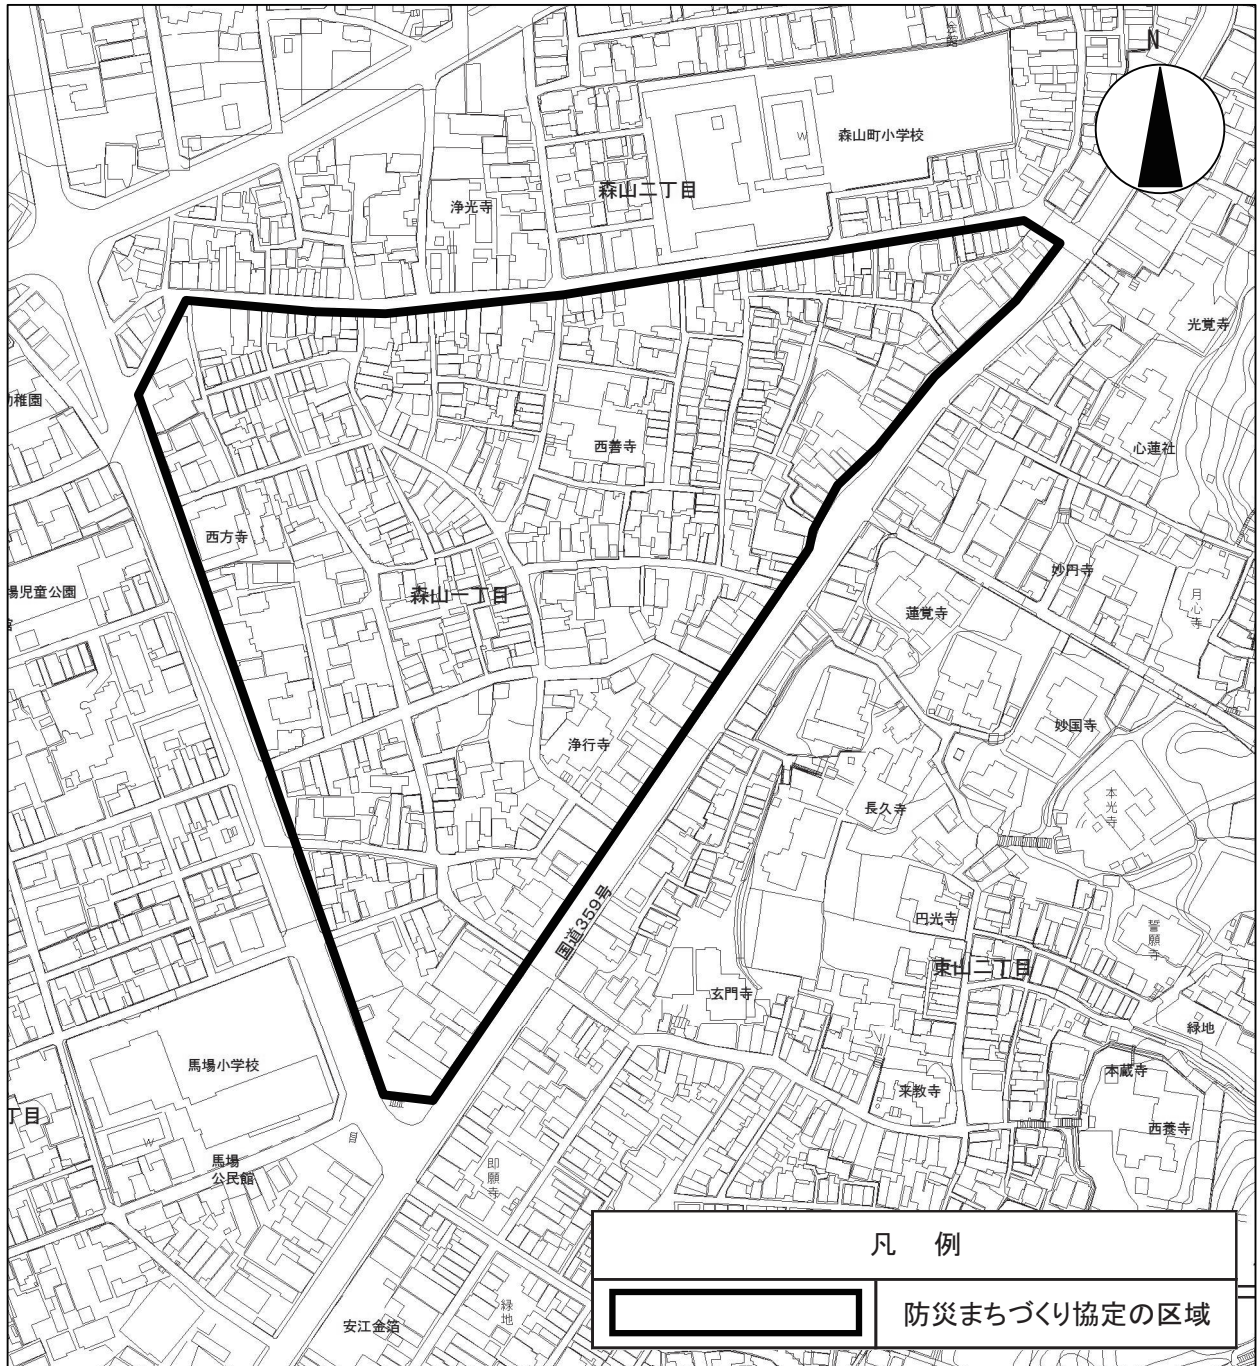 N
森山町小学校
森山二丁目
浄光寺
光覚寺
幼稚園
心蓮社
西善寺
西方寺
妙円寺
場児童公園
森山一丁目
月心寺
蓮覚寺
妙国寺
浄行寺
本光寺
長久寺
国道359号
円光寺
誓願寺
東山二丁目
玄門寺
緑地
馬場小学校
本蔵寺
来教寺
丁目
西養寺
馬場
公民館
即願寺
緑地
安江金箔
凡 例
防災まちづくり協定の区域